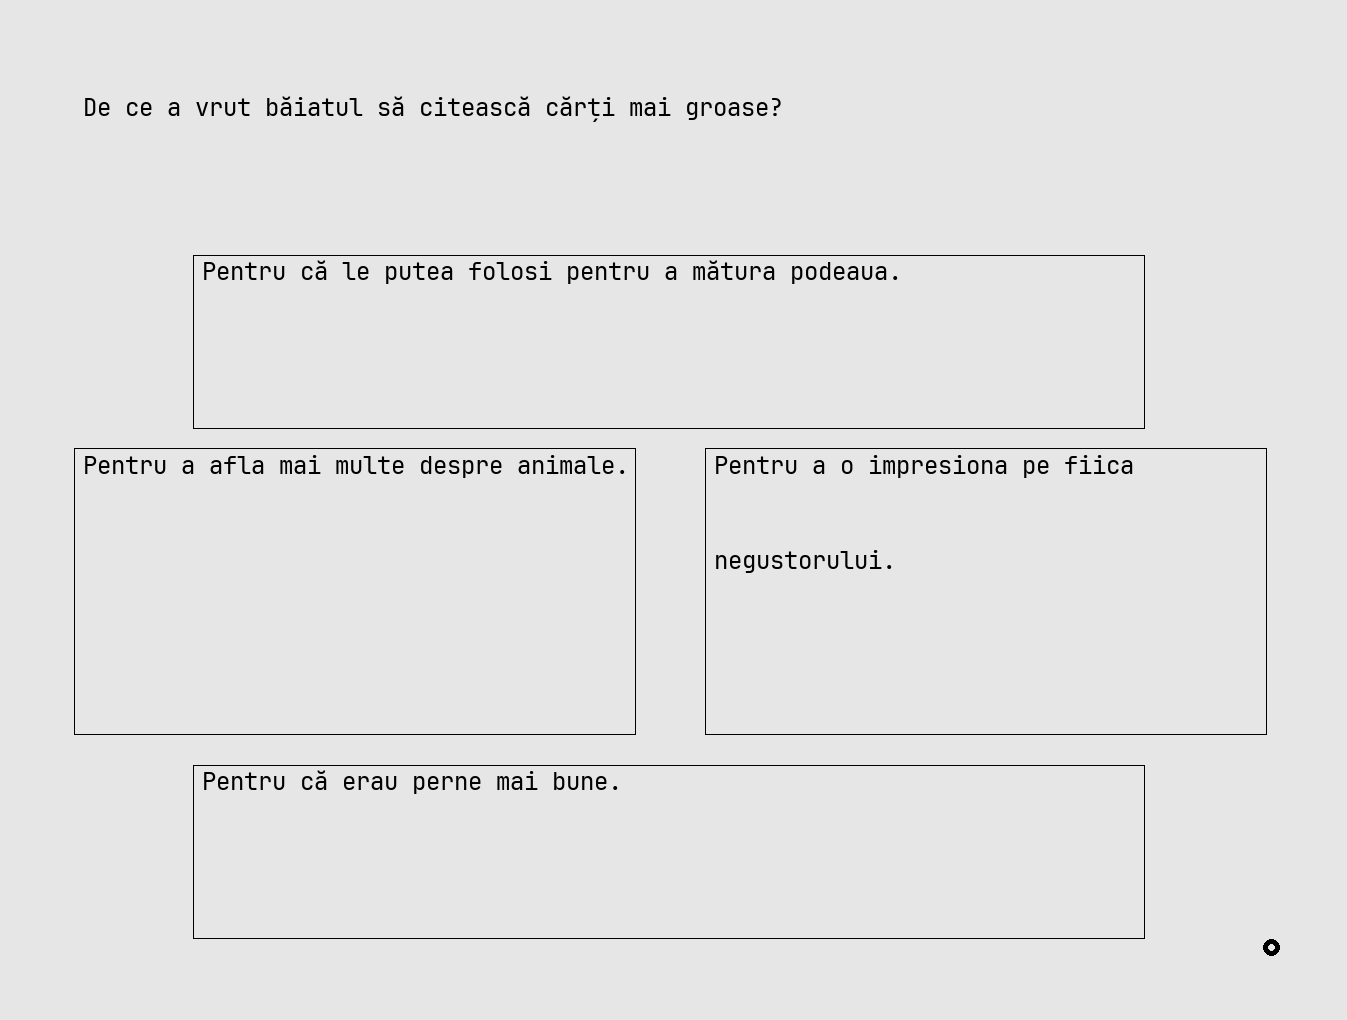 De ce a vrut băiatul să citească cărți mai groase?
Pentru că le putea folosi pentru a mătura podeaua.
Pentru a afla mai multe despre animale.
Pentru a o impresiona pe fiica
negustorului.
Pentru că erau perne mai bune.